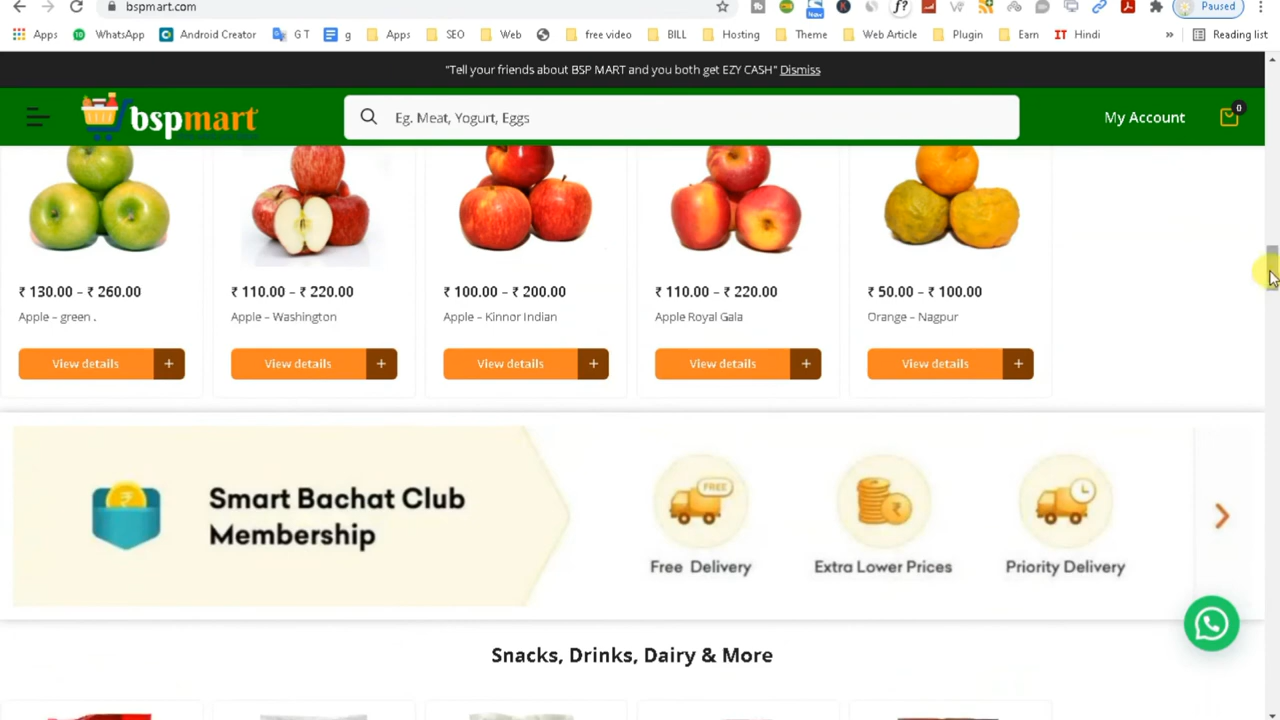 bspmart.com
Paused
Apps WhatsApp Android Creator G T g Apps SEO Web free video BILL Hosting Theme Web Article Plugin Earn IT Hindi » Reading list
"Tell your friends about BSP MART and you both get EZY CASH" Dismiss
bspmart
Eg. Meat, Yogurt, Eggs
My Account
0
₹ 130.00 – ₹ 260.00 ₹ 110.00 – ₹ 220.00 ₹ 100.00 – ₹ 200.00 ₹ 110.00 – ₹ 220.00 ₹ 50.00 – ₹ 100.00
Apple – green . Apple – Washington Apple – Kinnor Indian Apple Royal Gala Orange – Nagpur
View details + View details + View details + View details + View details +
Smart Bachat Club
Membership
FREE
Free Delivery Extra Lower Prices Priority Delivery
Snacks, Drinks, Dairy & More